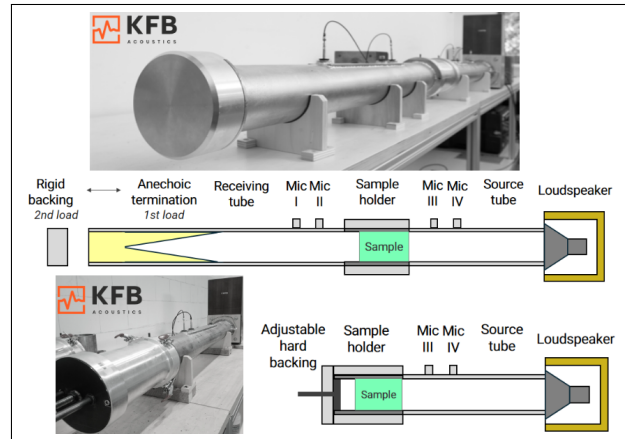 KFB
ACOUSTICS
Rigid backing
2nd load
Anechoic termination
1st load
Receiving tube
Mic I
Mic II
Sample holder
Mic III
Mic IV
Source tube
Loudspeaker
Sample
KFB
ACOUSTICS
Adjustable hard backing
Sample holder
Mic III
Mic IV
Source tube
Loudspeaker
Sample